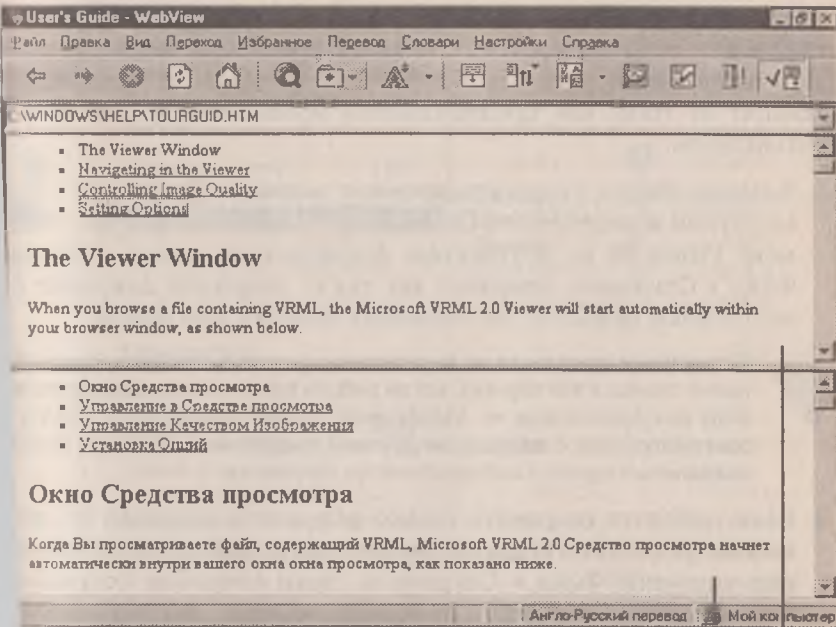 User's Guide - WebView
Файл Правка Вид Переход Избранное Перевод Словари Настройки Справка
C:\WINDOWS\HELP\TOURGUID.HTM
The Viewer Window
Navigating in the Viewer
Controlling Image Quality
Setting Options
The Viewer Window
When you browse a file containing VRML, the Microsoft VRML 2.0 Viewer will start automatically within
your browser window, as shown below.
Окно Средства просмотра
Управление в Средстве просмотра
Управление Качеством Изображения
Установка Опций
Окно Средства просмотра
Когда Вы просматриваете файл, содержащий VRML, Microsoft VRML 2.0 Средство просмотра начнет
автоматически внутри вашего окна окна просмотра, как показано ниже.
Англо-Русский перевод Мой компьютер